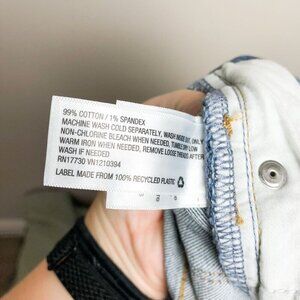 99% COTTON / 1% SPANDEX
MACHINE WASH COLD SEPARATELY, WASH INSIDE OUT, ONLY
NON-CHLORINE BLEACH WHEN NEEDED, TUMBLE DRY LOW
WARM IRON WHEN NEEDED, REMOVE LOOSE THREADS AFTER
WASH IF NEEDED
RN17730 VN1210394
LABEL MADE FROM 100% RECYCLED PLASTIC